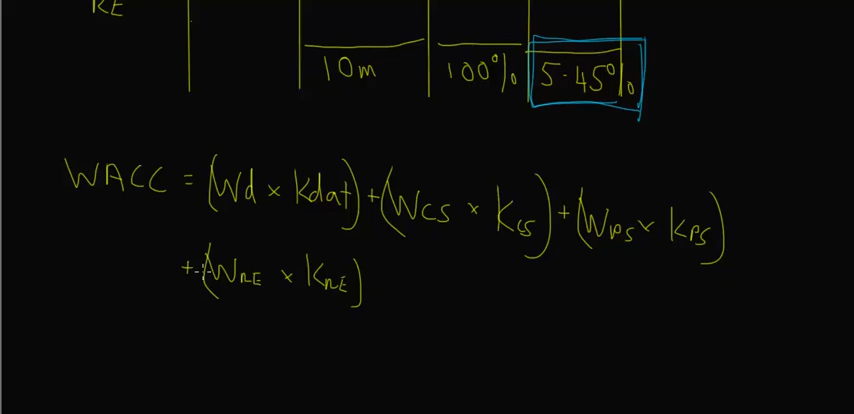 RE
10m 100% 5.45%
WACC = (Wd × Kdat) + (WCS × KCS) + (WPS × KPS)
+ (WRE × KRE)